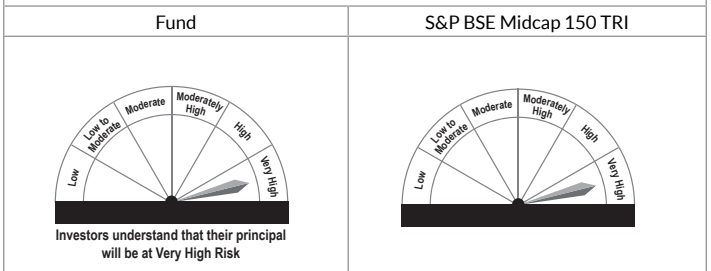 Fund
S&P BSE Midcap 150 TRI
Low
Low to
Moderate
Moderate
Moderately
High
High
Very High
Investors understand that their principal
will be at Very High Risk
Low
Low to
Moderate
Moderate
Moderately
High
High
Very High